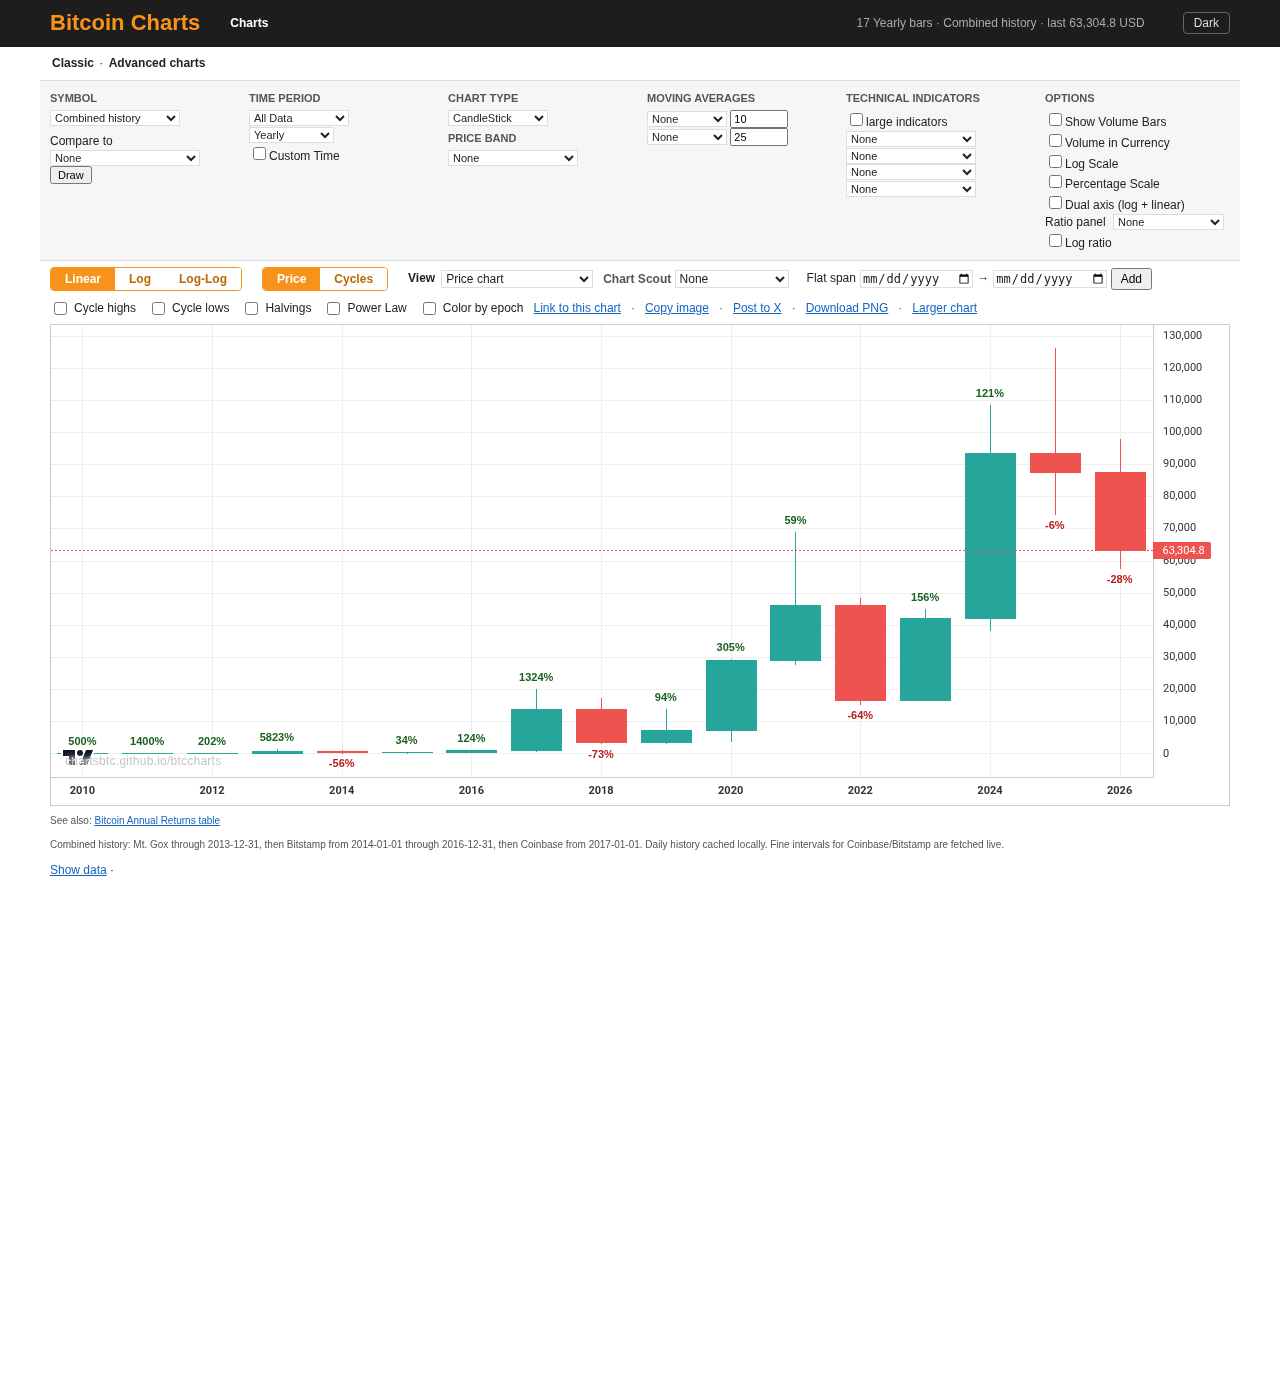 Bitcoin Charts
Charts
17 Yearly bars · Combined history · last 63,304.8 USD
Dark
Classic · Advanced charts
SYMBOL
Combined history
Compare to
None
Draw
TIME PERIOD
All Data
Yearly
Custom Time
CHART TYPE
CandleStick
PRICE BAND
None
MOVING AVERAGES
None 10
None 25
TECHNICAL INDICATORS
large indicators
None
None
None
None
OPTIONS
Show Volume Bars
Volume in Currency
Log Scale
Percentage Scale
Dual axis (log + linear)
Ratio panel None
Log ratio
Linear Log Log-Log Price Cycles View Price chart Chart Scout None Flat span mm/dd/yyyy → mm/dd/yyyy Add
Cycle highs Cycle lows Halvings Power Law Color by epoch Link to this chart · Copy image · Post to X · Download PNG · Larger chart
130,000
120,000
110,000
100,000
90,000
80,000
70,000
63,304.8
60,000
50,000
40,000
30,000
20,000
10,000
0
500%
1400%
202%
5823%
-56%
34%
124%
1324%
-73%
94%
305%
59%
-64%
156%
121%
-6%
-28%
chartsbtc.github.io/btccharts
2010 2012 2014 2016 2018 2020 2022 2024 2026
See also: Bitcoin Annual Returns table
Combined history: Mt. Gox through 2013-12-31, then Bitstamp from 2014-01-01 through 2016-12-31, then Coinbase from 2017-01-01. Daily history cached locally. Fine intervals for Coinbase/Bitstamp are fetched live.
Show data ·